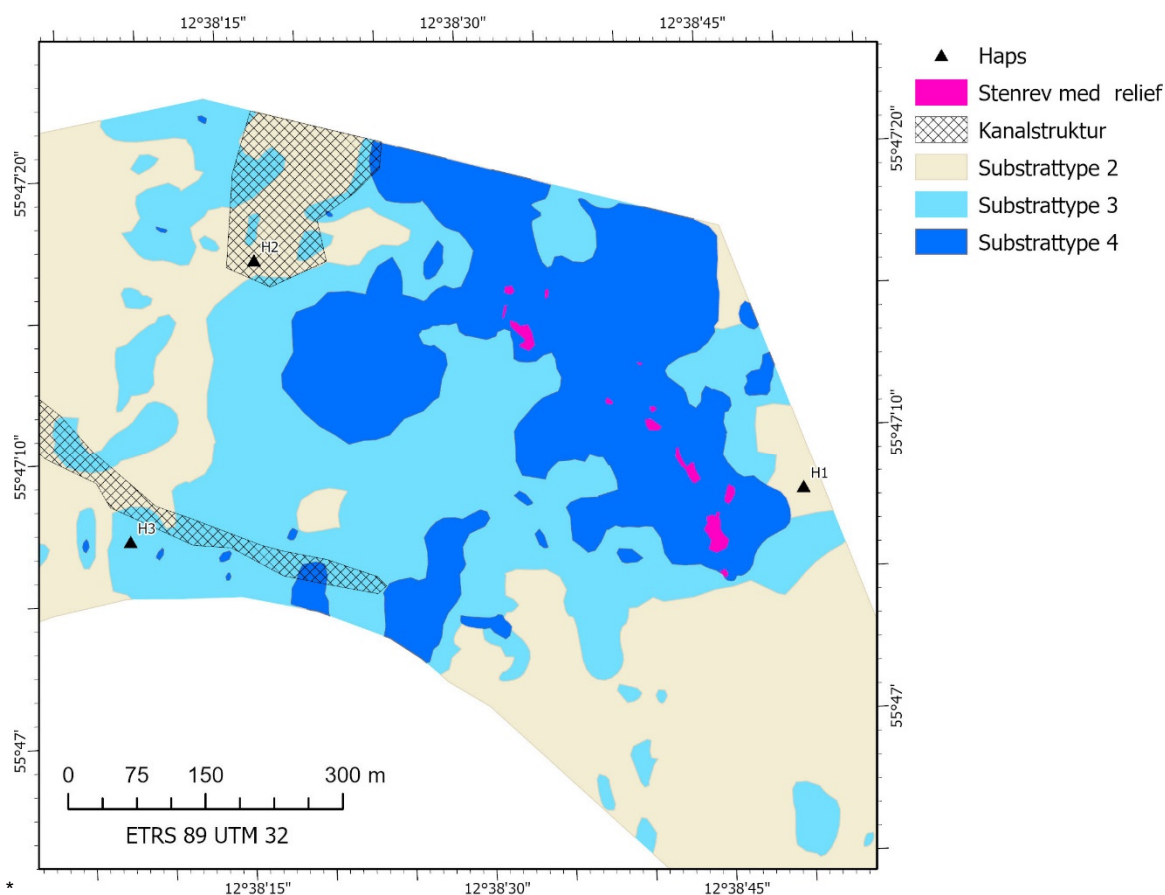 12°38'15" 12°38'30" 12°38'45"
55°47'20"
55°47'10"
55°47'
55°47'20"
55°47'10"
55°47'
H2
H1
H3
0 75 150 300 m
ETRS 89 UTM 32
12°38'15" 12°38'30" 12°38'45"
*
Haps
Stenrev med relief
Kanalstruktur
Substrattype 2
Substrattype 3
Substrattype 4